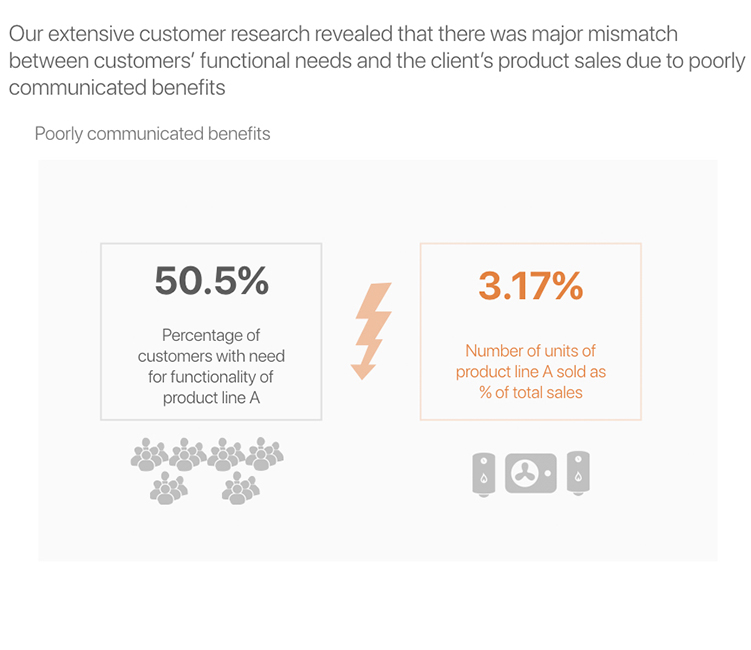 Our extensive customer research revealed that there was major mismatch
between customers’ functional needs and the client’s product sales due to poorly
communicated benefits
Poorly communicated benefits
50.5%
Percentage of
customers with need
for functionality of
product line A
3.17%
Number of units of
product line A sold as
% of total sales